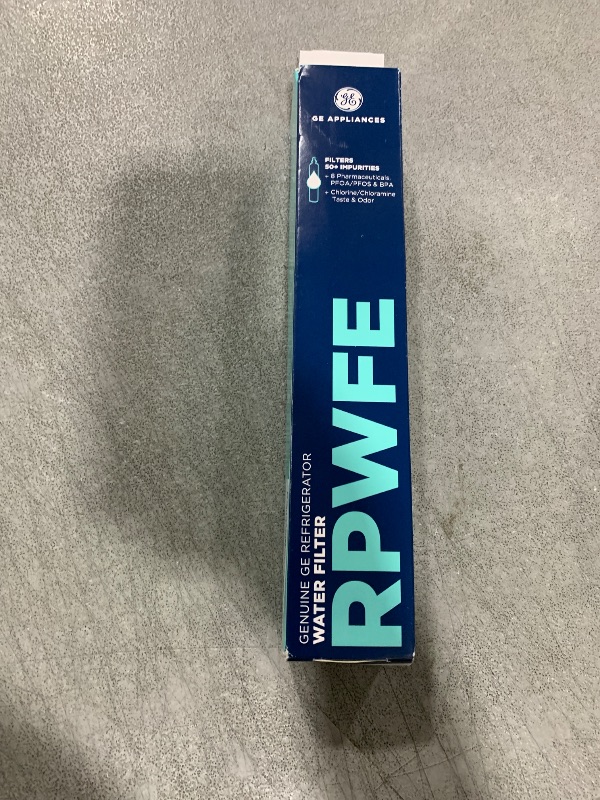 GE
GE APPLIANCES
FILTERS
50+ IMPURITIES
+ 8 Pharmaceuticals,
PFOA/PFOS & BPA
+ Chlorine/Chloramine
Taste & Odor
GENUINE GE REFRIGERATOR
WATER FILTER
RPWFE